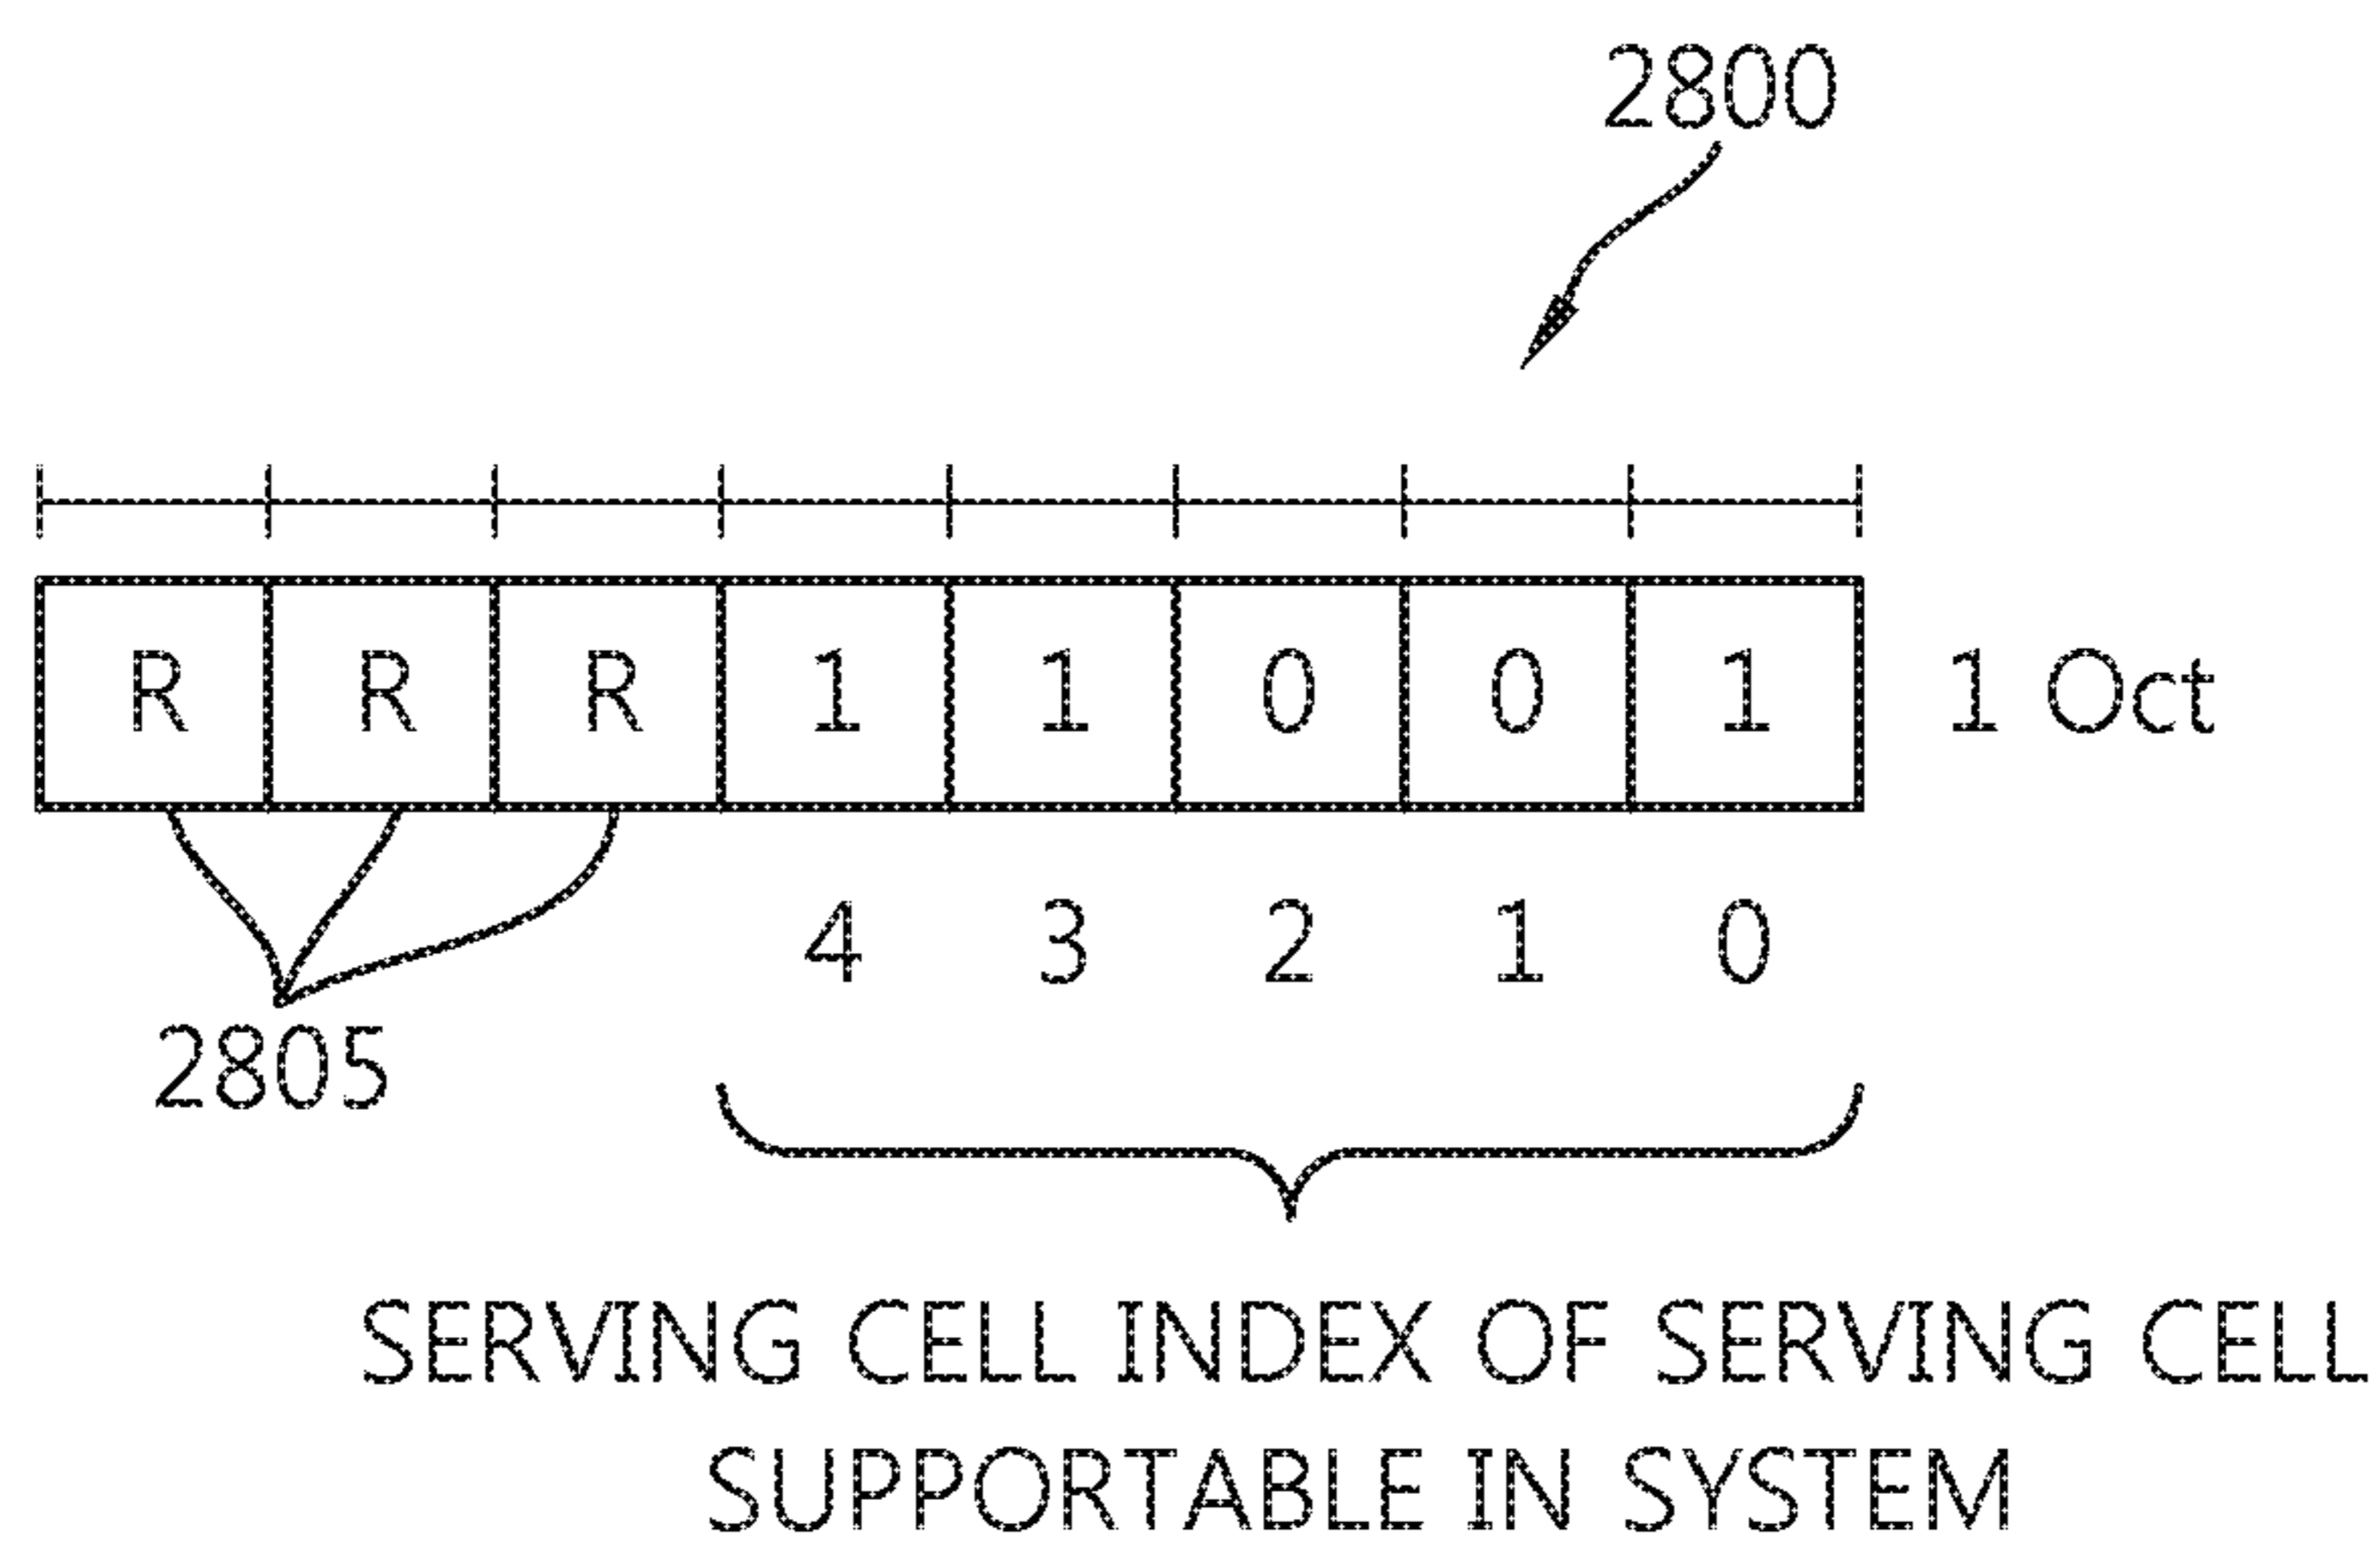 2800
R R R 1 1 0 0 1 1 Oct
4 3 2 1 0
2805
SERVING CELL INDEX OF SERVING CELL
SUPPORTABLE IN SYSTEM